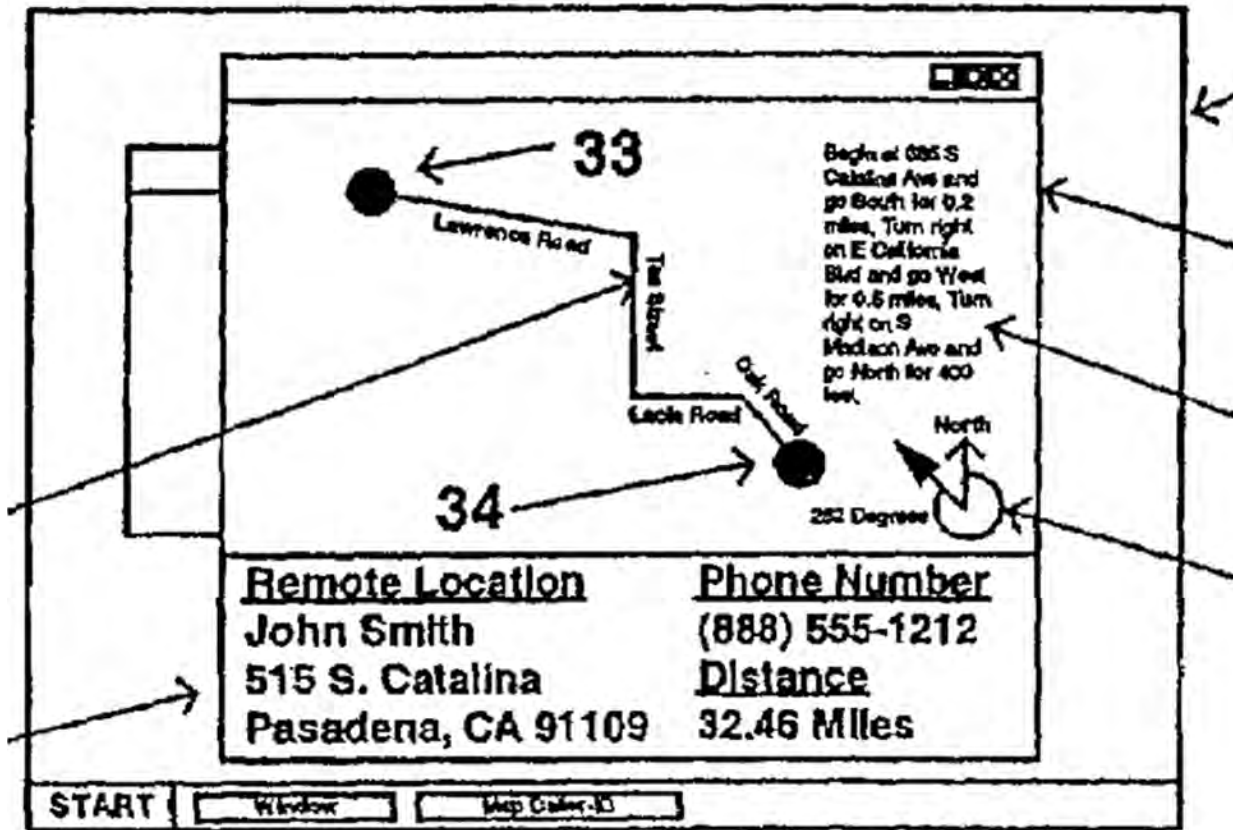 33
Begin at 685 S
Catalina Ave and
go South for 0.2
miles, Turn right
on E California
Blvd and go West
for 0.5 miles, Turn
right on S
Madison Ave and
go North for 400
feet.
Lawrence Road
Street
Road
Oak Road
North
34
252 Degrees
Remote Location
Phone Number
John Smith
(888) 555-1212
515 S. Catalina
Distance
Pasadena, CA 91109
32.46 Miles
START
Window
Map Caller-ID